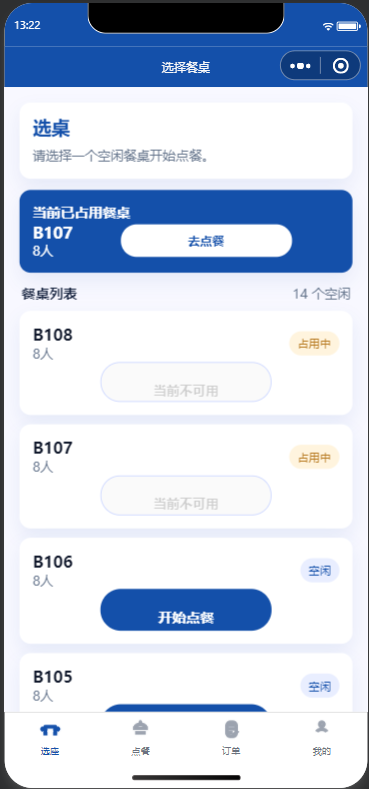 13:22
选择餐桌
选桌
请选择一个空闲餐桌开始点餐。
当前已占用餐桌
B107
8人
去点餐
餐桌列表
14 个空闲
B108
8人
占用中
当前不可用
B107
8人
占用中
当前不可用
B106
8人
空闲
开始点餐
B105
8人
空闲
选座
点餐
订单
我的